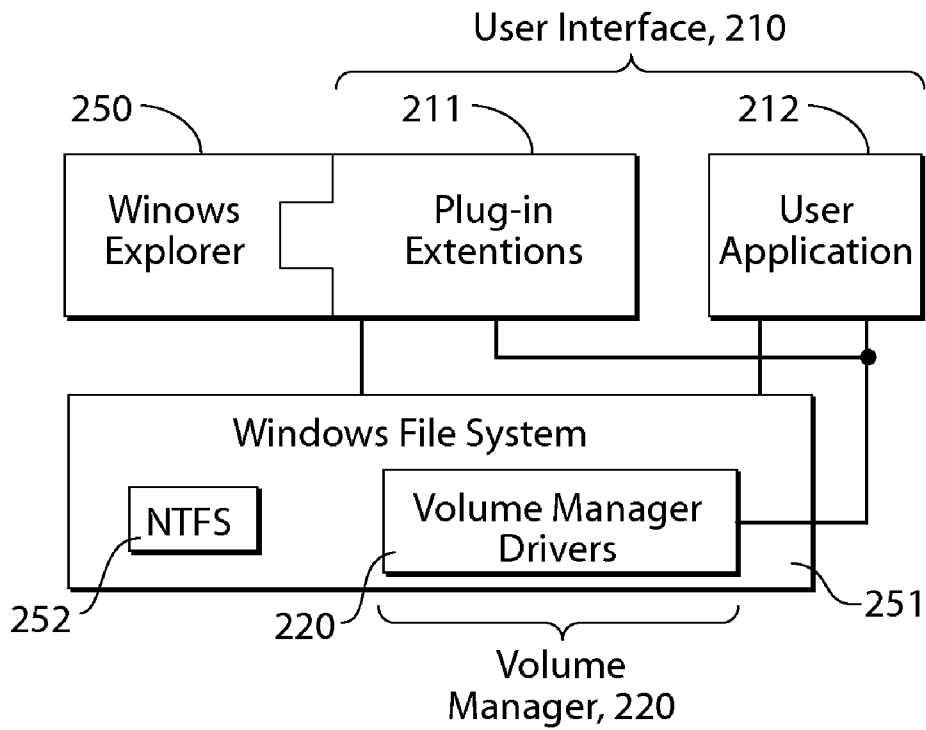 User Interface, 210
250
211
212
Winows
Explorer
Plug-in
Extentions
User
Application
Windows File System
NTFS
Volume Manager
Drivers
252
220
251
Volume
Manager, 220